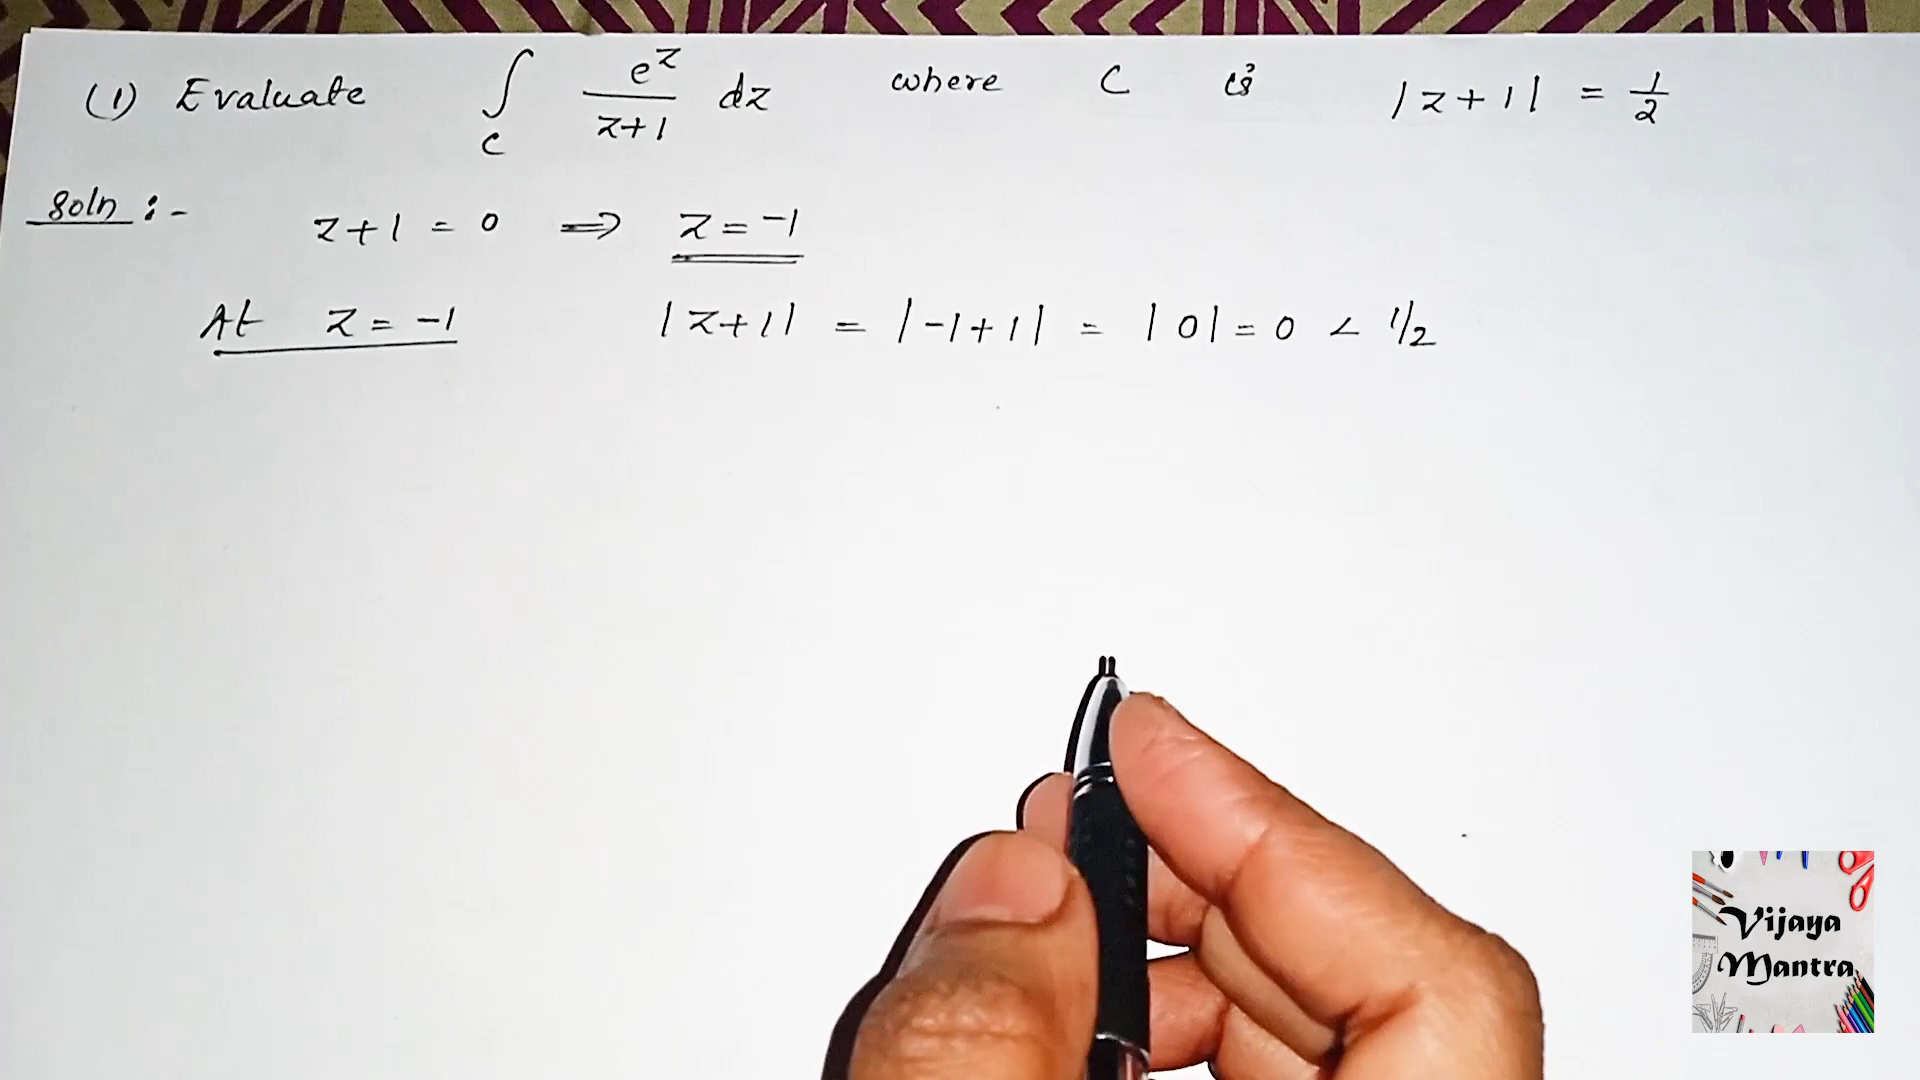 (1) Evaluate ∫_C e^z/(z+1) dz where C is |z+1| = 1/2
Soln :- z+1 = 0 ⇒ z = -1
At z = -1 |z+1| = |-1+1| = |0| = 0 < 1/2
Vijaya
Mantra